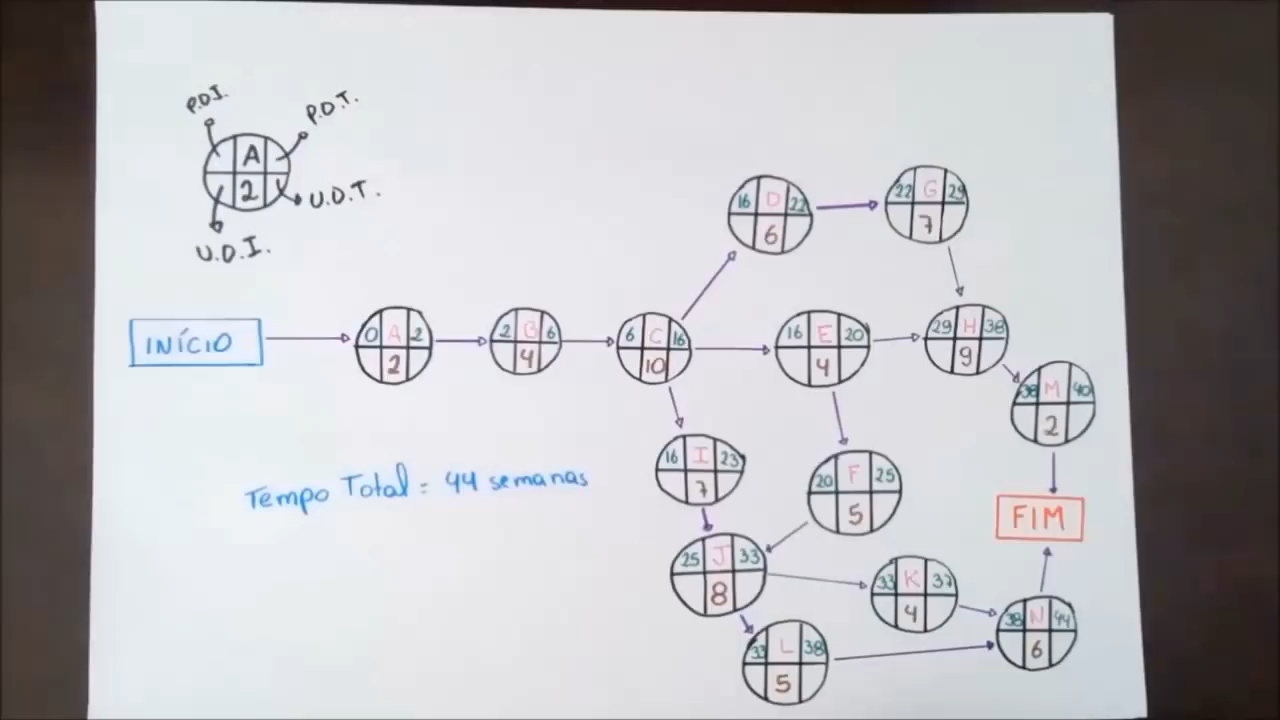 P.D.I.
P.D.T.
A
2
U.D.T.
U.D.I.
16 D 22
6
22 G 29
7
INÍCIO
0 A 2
2
2 B 6
4
6 C 16
10
16 E 20
4
29 H 38
9
38 M 40
2
16 I 23
7
20 F 25
5
Tempo Total = 44 semanas
FIM
25 J 33
8
33 K 37
4
38 N 44
6
33 L 38
5